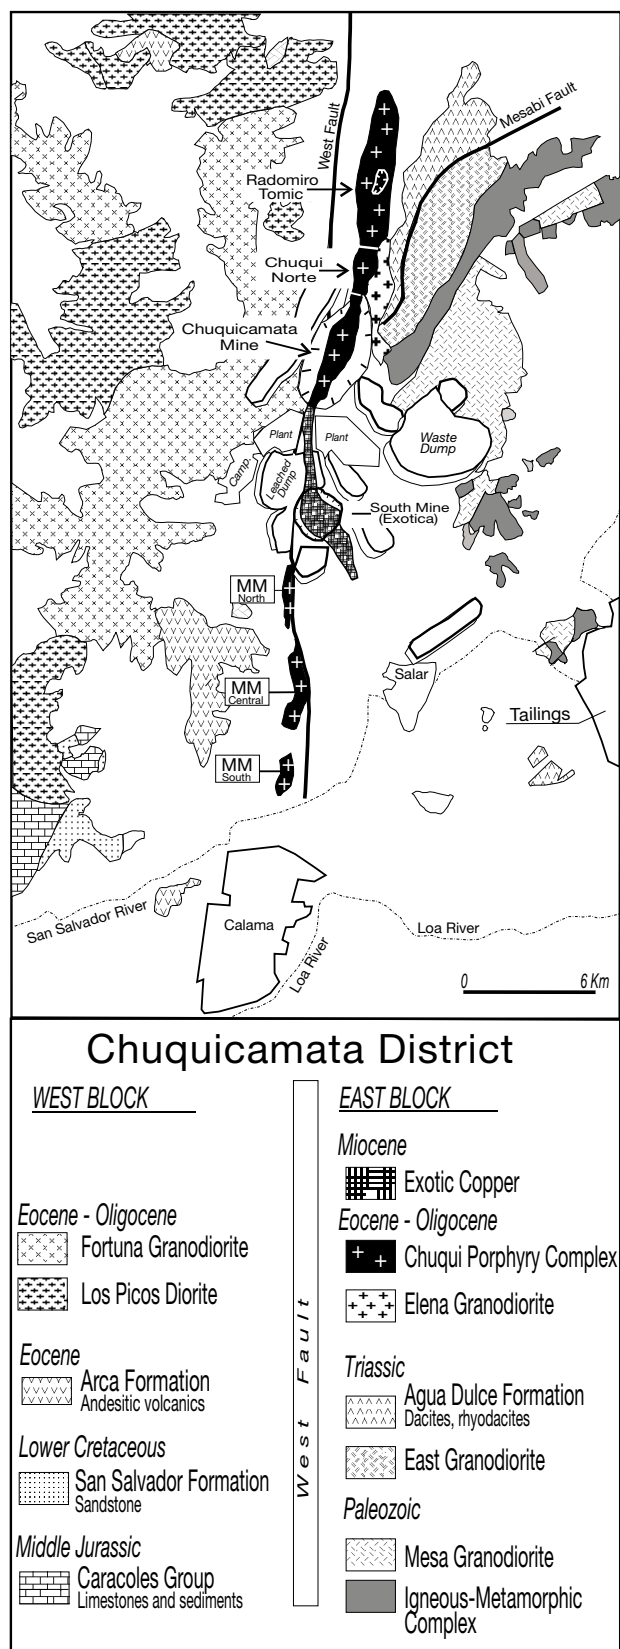 West Fault
Mesabi Fault
Radomiro
Tomic
Chuqui
Norte
Chuquicamata
Mine
Plant
Plant
Waste
Dump
Camp.
Leached
Dump
South Mine
(Exotica)
MM
North
MM
Central
MM
South
Salar
Tailings
San Salvador River
Calama
Loa River
Loa River
0 6 Km
Chuquicamata District
WEST BLOCK
Eocene - Oligocene
Fortuna Granodiorite
Los Picos Diorite
Eocene
Arca Formation
Andesitic volcanics
Lower Cretaceous
San Salvador Formation
Sandstone
Middle Jurassic
Caracoles Group
Limestones and sediments
West Fault
EAST BLOCK
Miocene
Exotic Copper
Eocene - Oligocene
Chuqui Porphyry Complex
Elena Granodiorite
Triassic
Agua Dulce Formation
Dacites, rhyodacites
East Granodiorite
Paleozoic
Mesa Granodiorite
Igneous-Metamorphic
Complex